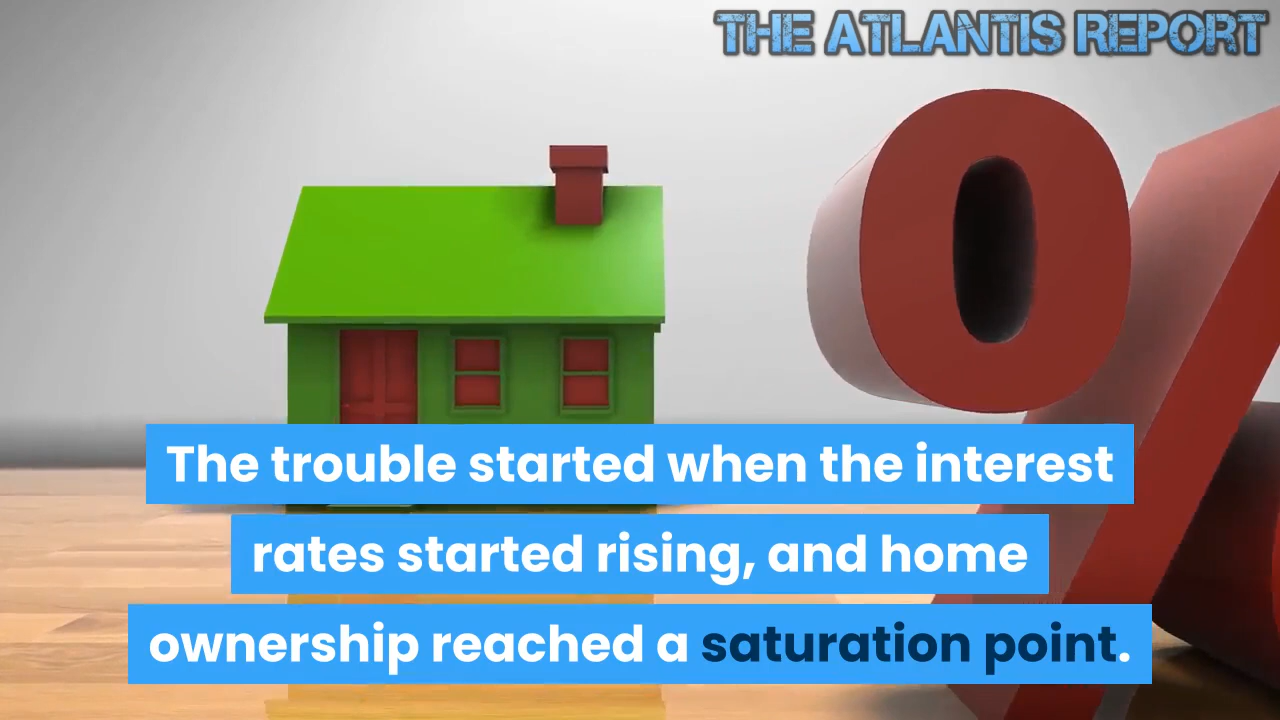 THE ATLANTIS REPORT
The trouble started when the interest
rates started rising, and home
ownership reached a saturation point.